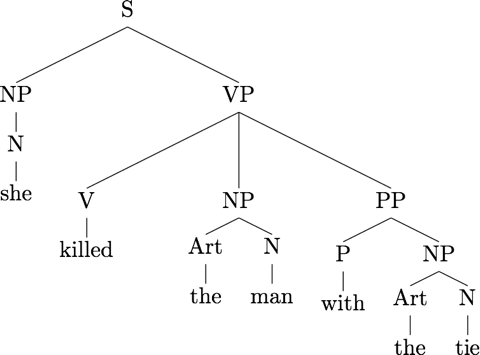 S
NP VP
N
she V NP PP
killed Art N P NP
the man with Art N
the tie